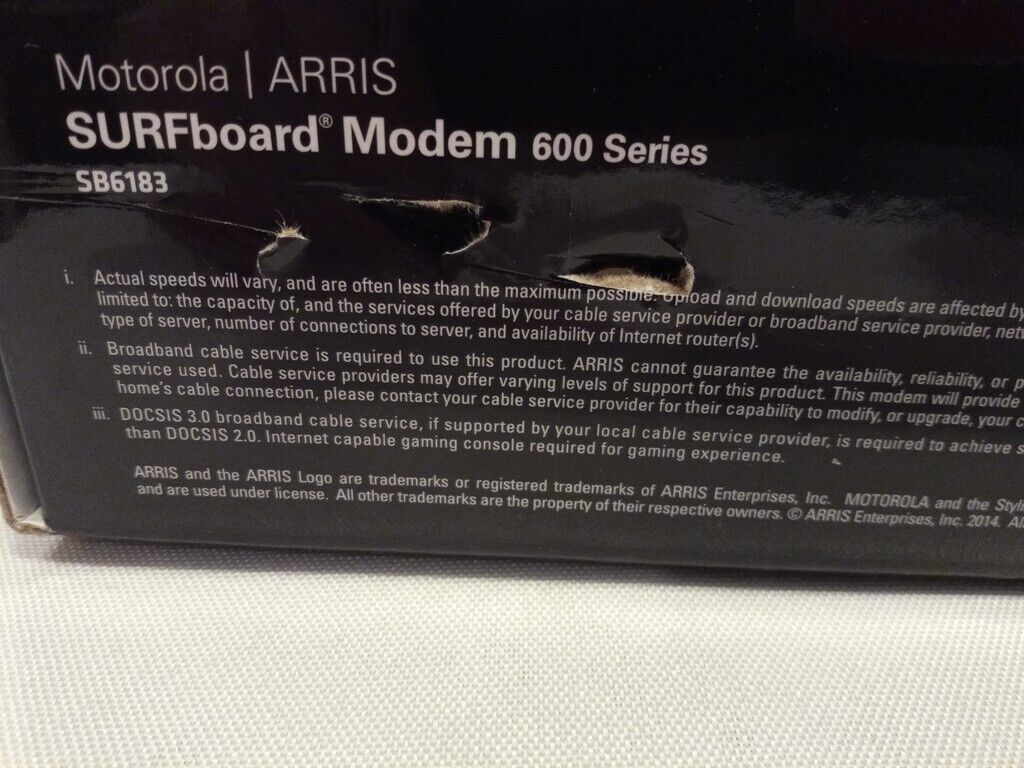 Motorola | ARRIS
SURFboard® Modem 600 Series
SB6183
i. Actual speeds will vary, and are often less than the maximum possible. Upload and download speeds are affected by
limited to: the capacity of, and the services offered by your cable service provider or broadband service provider,
type of server, number of connections to server, and availability of Internet router(s).
ii. Broadband cable service is required to use this product. ARRIS cannot guarantee the availability, reliability, or
service used. Cable service providers may offer varying levels of support for this product. This modem will provide
home's cable connection, please contact your cable service provider for their capability to modify, or upgrade, your
iii. DOCSIS 3.0 broadband cable service, if supported by your local cable service provider, is required to achieve
than DOCSIS 2.0. Internet capable gaming console required for gaming experience.
ARRIS and the ARRIS Logo are trademarks or registered trademarks of ARRIS Enterprises, Inc. MOTOROLA and the
and are used under license. All other trademarks are the property of their respective owners. © ARRIS Enterprises, Inc. 2014.